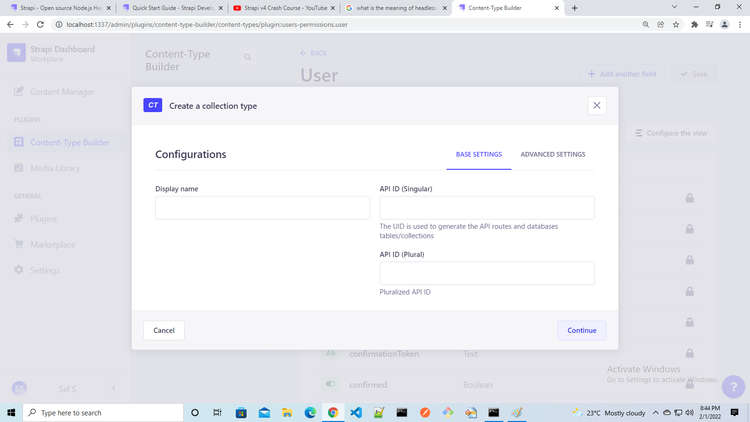 Strapi - Open source Node.js He
Quick Start Guide - Strapi Develo
Strapi v4 Crash Course - YouTube
what is the meaning of headless
Content-Type Builder
localhost:1337/admin/plugins/content-type-builder/content-types/plugin::users-permissions.user
Strapi Dashboard
Workplace
Content Manager
PLUGINS
Content-Type Builder
Media Library
GENERAL
Plugins
Marketplace
Settings
SS
Sal S
Content-Type
Builder
BACK
User
Add another field
Save
Configure the view
CT
Create a collection type
Configurations
BASE SETTINGS
ADVANCED SETTINGS
Display name
API ID (Singular)
The UID is used to generate the API routes and databases
tables/collections
API ID (Plural)
Pluralized API ID
Cancel
Continue
Ab
confirmationToken
Text
confirmed
Boolean
Activate Windows
Go to Settings to activate Windows.
?
Type here to search
23°C Mostly cloudy
8:44 PM
2/1/2022